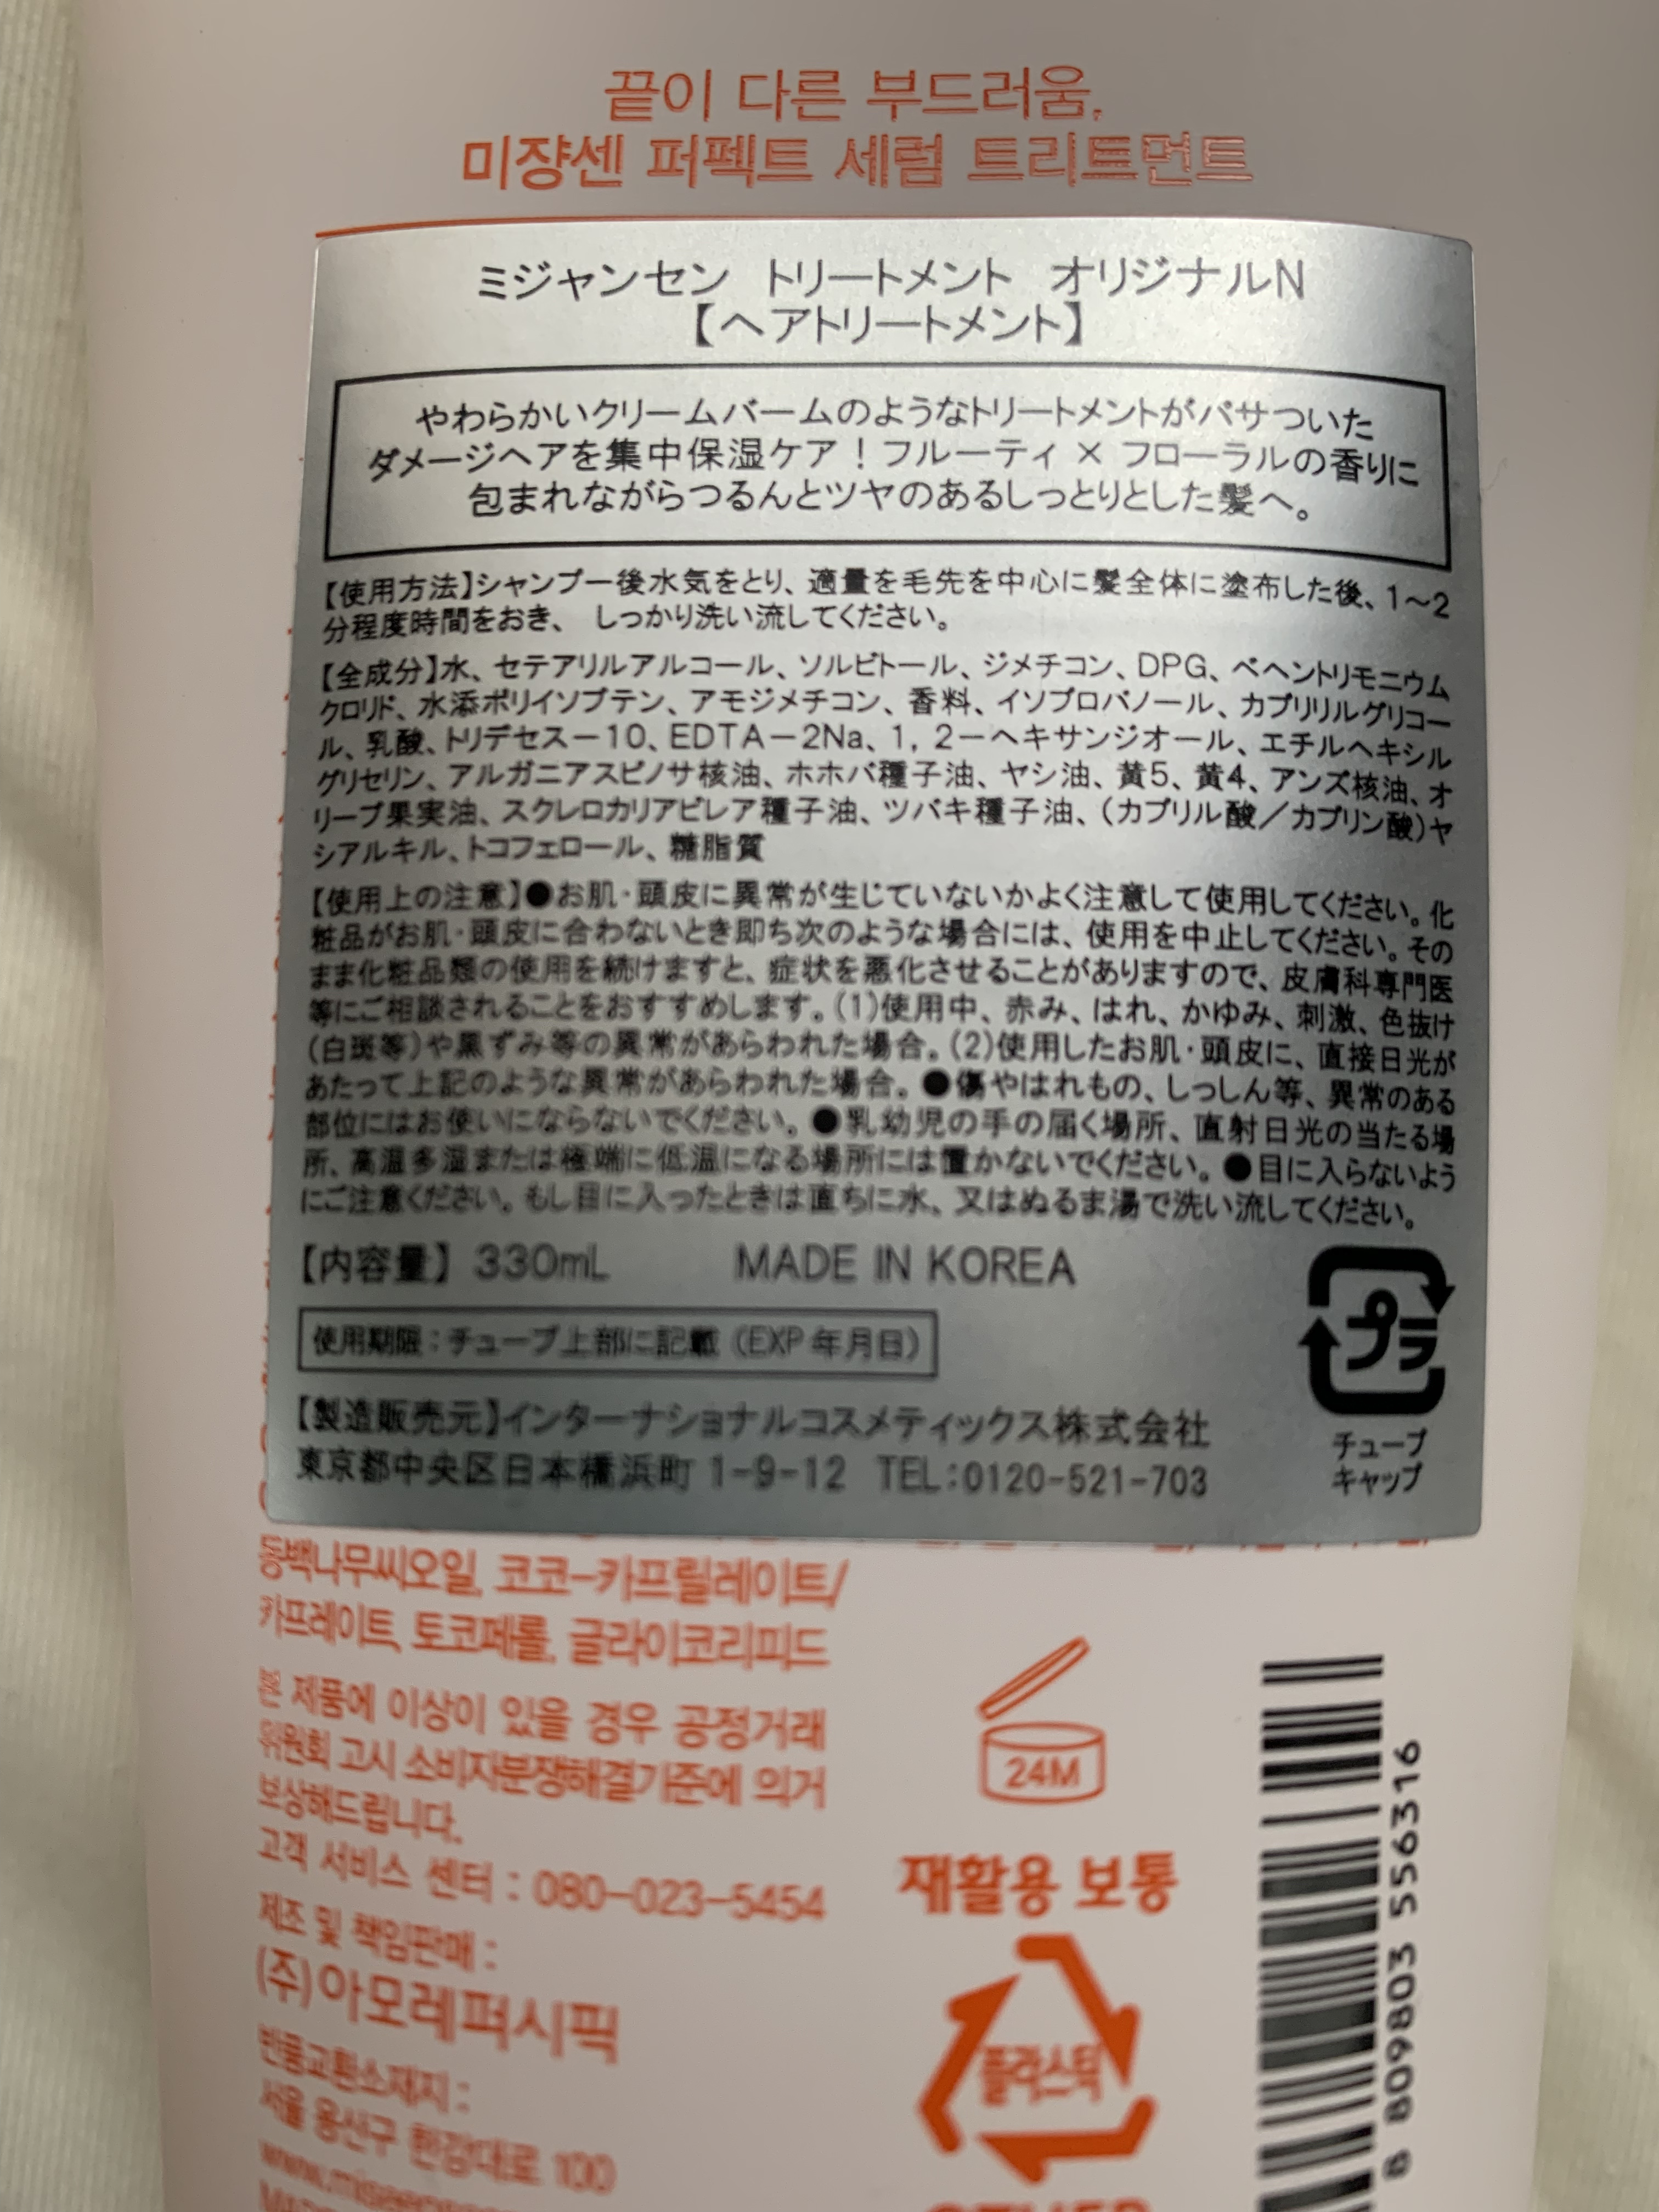 끝이 다른 부드러움,
미쟝센 퍼펙트 세럼 트리트먼트
ミジャンセン トリートメント オリジナルN
【ヘアトリートメント】
やわらかいクリームバームのようなトリートメントがパサついた
ダメージヘアを集中保湿ケア！フルーティ × フローラルの香りに
包まれながらつるんとツヤのあるしっとりとした髪へ。
【使用方法】シャンプー後水気をとり、適量を毛先を中心に髪全体に塗布した後、1～2
分程度時間をおき、 しっかり洗い流してください。
【全成分】水、セテアリルアルコール、ソルビトール、ジメチコン、DPG、ベヘントリモニウム
クロリド、水添ポリイソブテン、アモジメチコン、香料、イソプロパノール、カプリリルグリコー
ル、乳酸、トリデセス－10、EDTA－2Na、1, 2－ヘキサンジオール、エチルヘキシル
グリセリン、アルガニアスピノサ核油、ホホバ種子油、ヤシ油、黄5、黄4、アンズ核油、オ
リーブ果実油、スクレロカリアビレア種子油、ツバキ種子油、（カプリル酸／カプリン酸）ヤ
シアルキル、トコフェロール、糖脂質
【使用上の注意】●お肌・頭皮に異常が生じていないかよく注意して使用してください。化
粧品がお肌・頭皮に合わないとき即ち次のような場合には、使用を中止してください。その
まま化粧品類の使用を続けますと、症状を悪化させることがありますので、皮膚科専門医
等にご相談されることをおすすめします。（1）使用中、赤み、はれ、かゆみ、刺激、色抜け
（白斑等）や黒ずみ等の異常があらわれた場合。（2）使用したお肌・頭皮に、直接日光が
あたって上記のような異常があらわれた場合。●傷やはれもの、しっしん等、異常のある
部位にはお使いにならないでください。●乳幼児の手の届く場所、直射日光の当たる場
所、高温多湿または極端に低温になる場所には置かないでください。●目に入らないよう
にご注意ください。もし目に入ったときは直ちに水、又はぬるま湯で洗い流してください。
【内容量】 330mL MADE IN KOREA
使用期限：チューブ上部に記載（EXP 年月日）
プラ
【製造販売元】インターナショナルコスメティックス株式会社
東京都中央区日本橋浜町 1-9-12 TEL:0120-521-703
チューブ
キャップ
동백나무씨오일, 코코-카프릴레이트/
카프레이트, 토코페롤, 글라이코리피드
본 제품에 이상이 있을 경우 공정거래
위원회 고시 소비자분쟁해결기준에 의거
보상해드립니다.
고객 서비스 센터 : 080-023-5454
제조 및 책임판매 :
(주)아모레퍼시픽
반품교환소재지 :
서울 용산구 한강대로 100
24M
재활용 보통
플라스틱
8 809803 556316